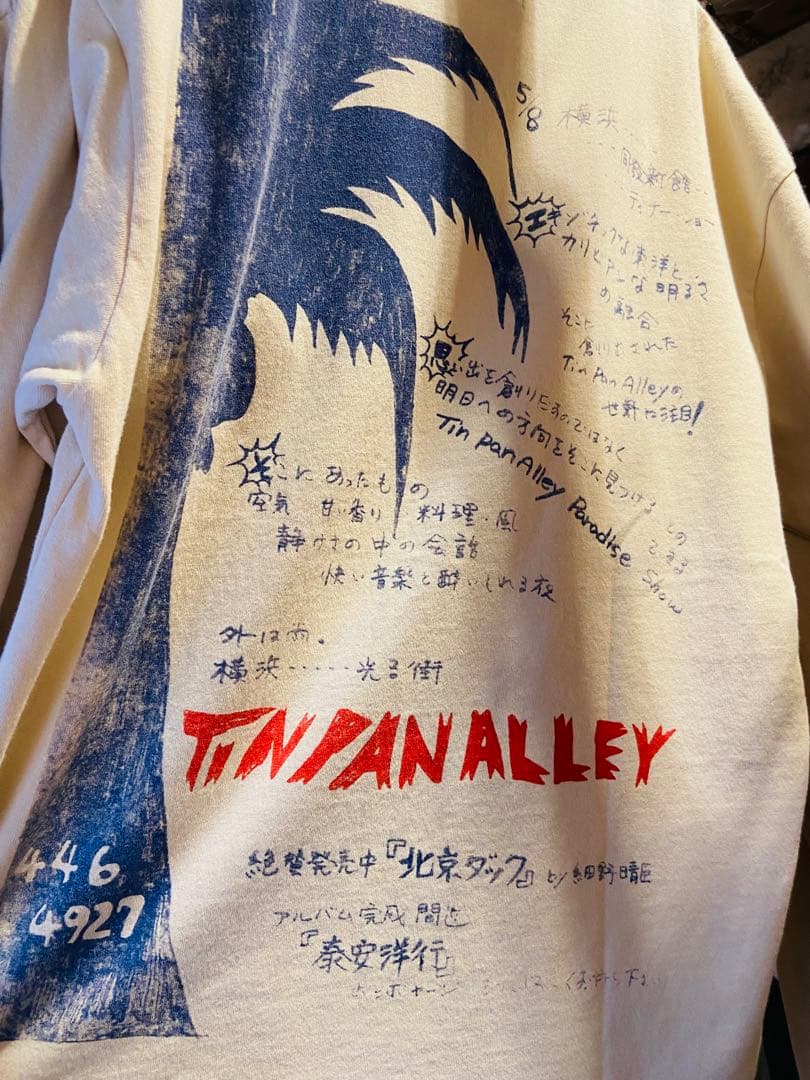 5/8 横浜‥‥
‥‥同發新館‥
ディナーショー
エキゾチックな東洋と、
カリビアンな明るさ
の融合
そこに
創りだされた
Tin Pan Alleyの
世界に注目!
思い出を創りだすのではなく
明日への方向をそこに見つける
Tin Pan Alley Paradise Show
そこにあったもの
空気 甘い香り 料理・風
静けさの中の会話
快い音楽と酔いしれる夜
外は雨。
横浜‥‥‥光る街
TIN PAN ALLEY
446
4927
絶賛発売中『北京ダック』by 細野晴臣
アルバム完成間近
『泰安洋行』